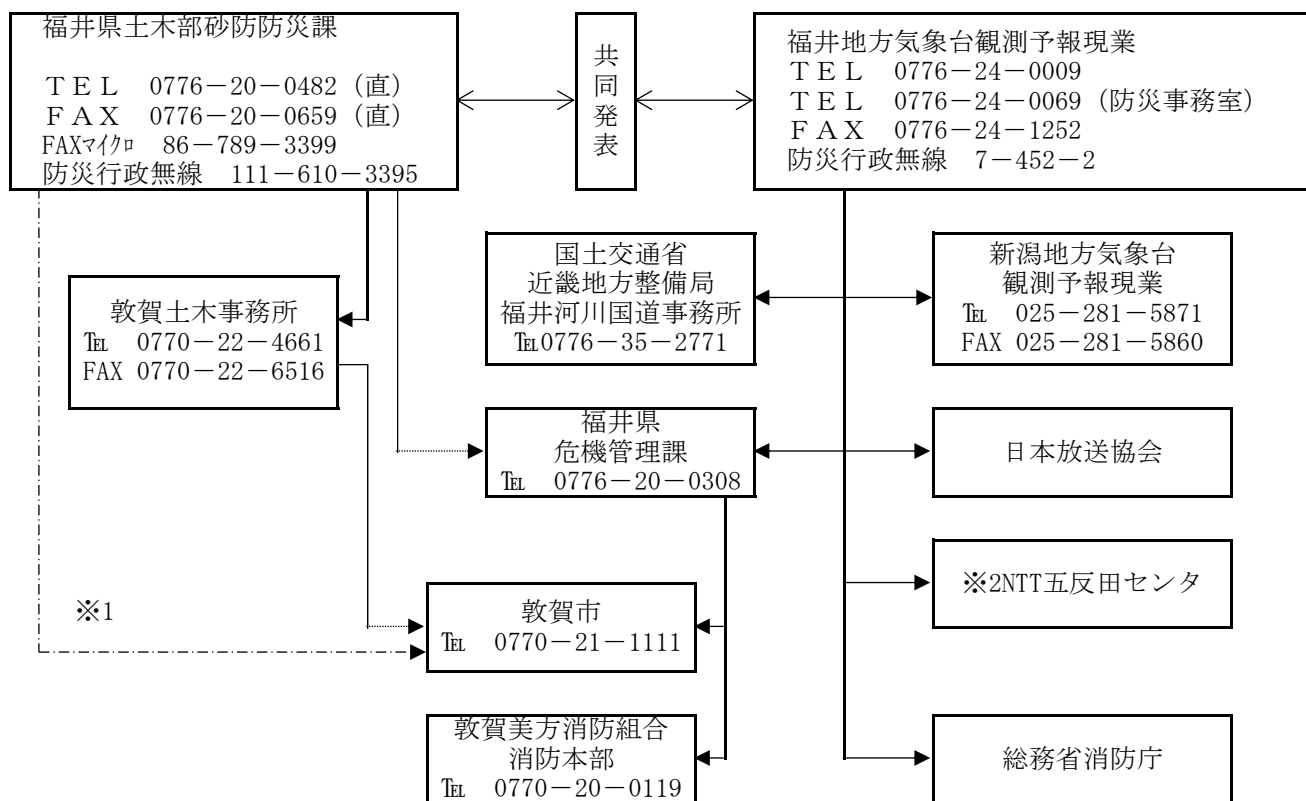 福井県土木部砂防防災課
ＴＥＬ 0776－20－0482（直）
ＦＡＸ 0776－20－0659（直）
FAXﾏｲｸﾛ 86－789－3399
防災行政無線 111－610－3395
共同発表
福井地方気象台観測予報現業
ＴＥＬ 0776－24－0009
ＴＥＬ 0776－24－0069（防災事務室）
ＦＡＸ 0776－24－1252
防災行政無線 7－452－2
国土交通省
近畿地方整備局
福井河川国道事務所
℡0776－35－2771
新潟地方気象台
観測予報現業
℡ 025－281－5871
FAX 025－281－5860
敦賀土木事務所
℡ 0770－22－4661
FAX 0770－22－6516
福井県
危機管理課
℡ 0776－20－0308
日本放送協会
※2NTT五反田センタ
※1
敦賀市
℡ 0770－21－1111
敦賀美方消防組合
消防本部
℡ 0770－20－0119
総務省消防庁